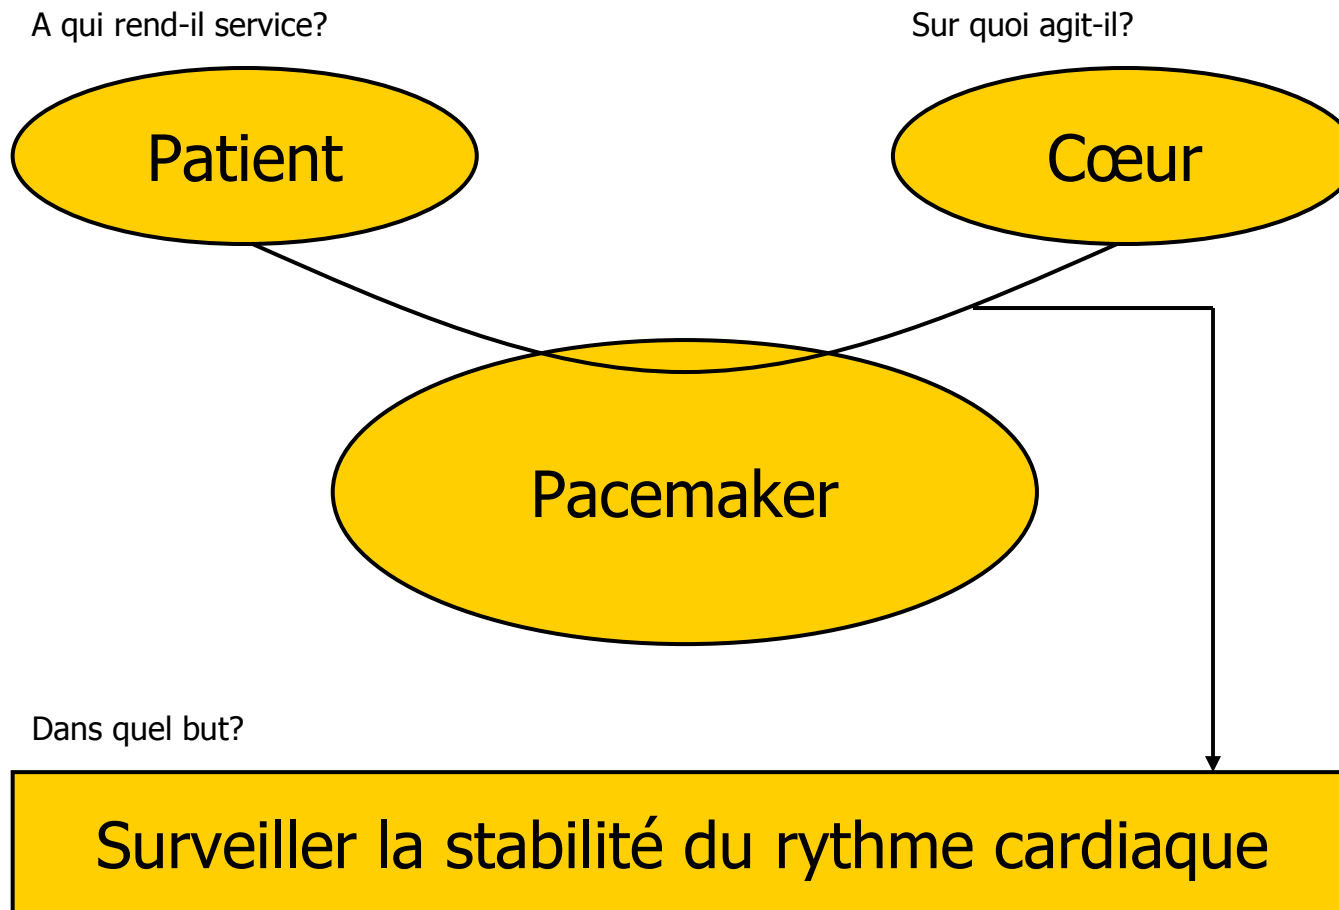 A qui rend-il service?
Sur quoi agit-il?
Patient
Cœur
Pacemaker
Dans quel but?
Surveiller la stabilité du rythme cardiaque